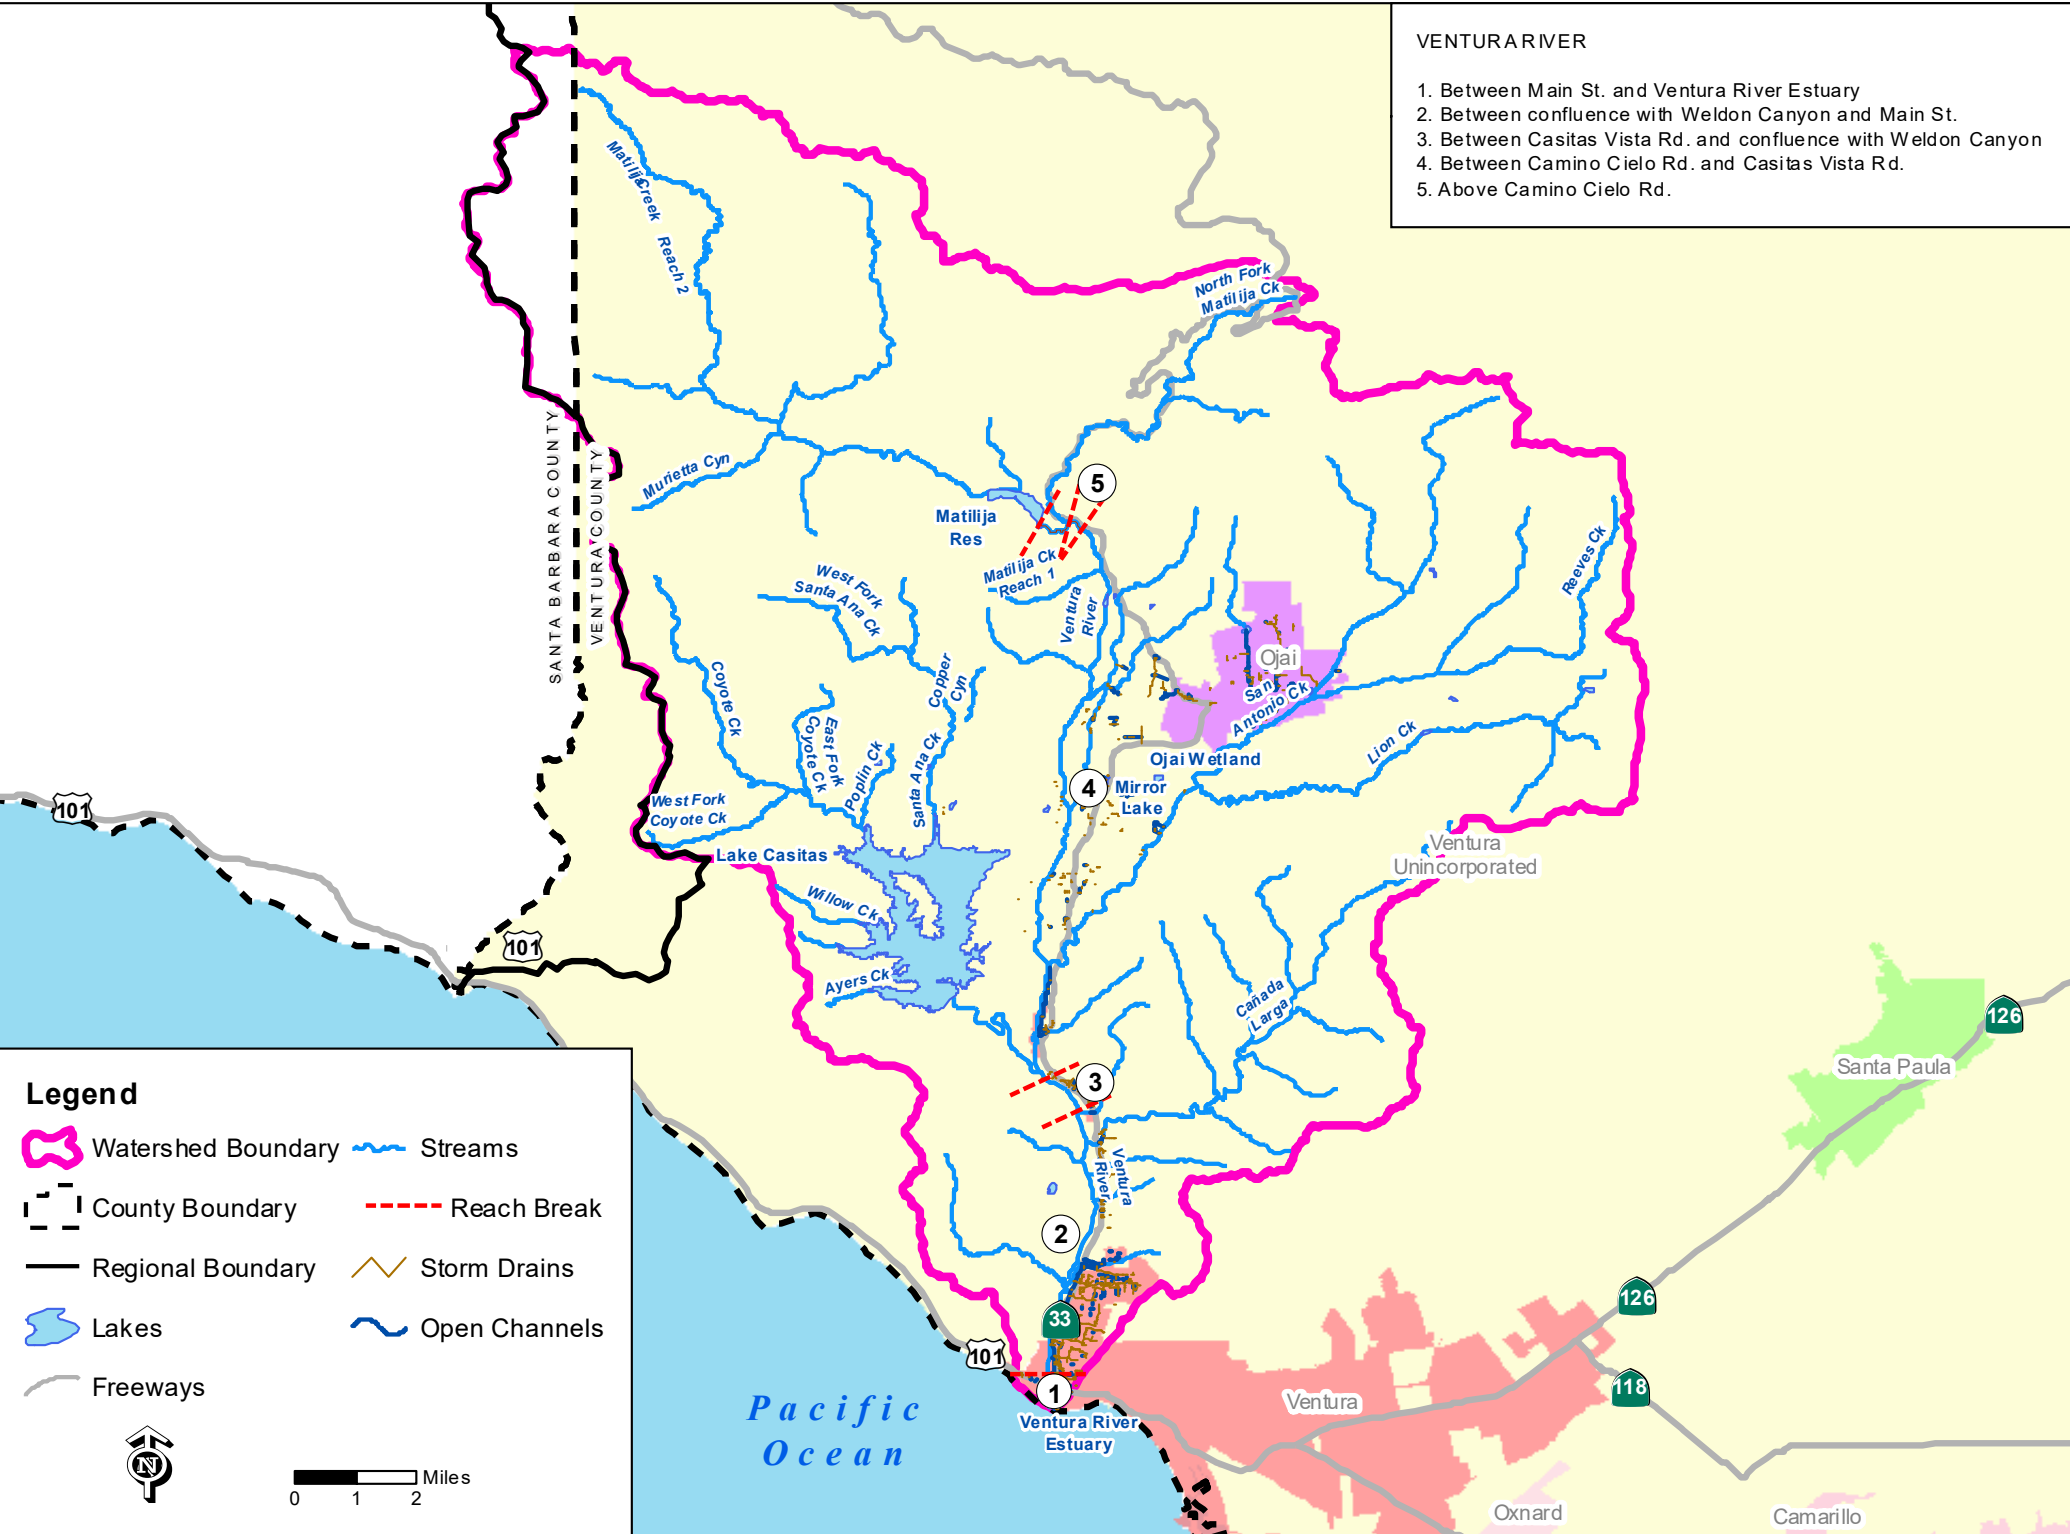 VENTURA RIVER
1. Between Main St. and Ventura River Estuary
2. Between confluence with Weldon Canyon and Main St.
3. Between Casitas Vista Rd. and confluence with Weldon Canyon
4. Between Camino Cielo Rd. and Casitas Vista Rd.
5. Above Camino Cielo Rd.
Matilija Creek Reach 2
North Fork
Matilija Ck
SANTA BARBARA COUNTY
VENTURA COUNTY
Murietta Cyn
5
Matilija
Res
Matilija Ck
Reach 1
West Fork
Santa Ana Ck
Ventura
River
Reeves Ck
Ojai
San
Antonio Ck
Coyote Ck
Copper
Cyn
East Fork
Coyote Ck
Poplin Ck
Santa Ana Ck
Lion Ck
Ojai Wetland
4
Mirror
Lake
101
West Fork
Coyote Ck
Lake Casitas
Ventura
Unincorporated
Willow Ck
101
Ayers Ck
Cañada
Larga
126
Santa Paula
3
Ventura
River
2
33
126
101
118
1
Ventura
Ventura River
Estuary
Pacific
Ocean
Oxnard
Camarillo
Legend
Watershed Boundary
Streams
County Boundary
Reach Break
Regional Boundary
Storm Drains
Lakes
Open Channels
Freeways
N
Miles
0 1 2